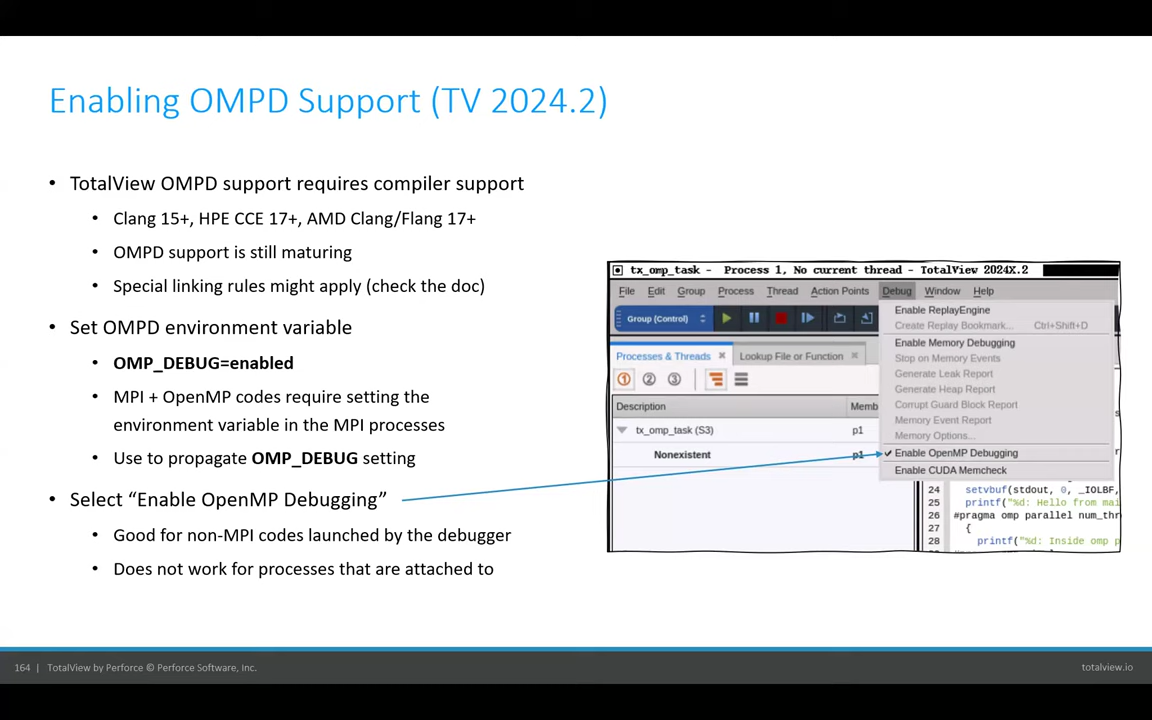 Enabling OMPD Support (TV 2024.2)
• TotalView OMPD support requires compiler support
• Clang 15+, HPE CCE 17+, AMD Clang/Flang 17+
• OMPD support is still maturing
• Special linking rules might apply (check the doc)
• Set OMPD environment variable
• OMP_DEBUG=enabled
• MPI + OpenMP codes require setting the
environment variable in the MPI processes
• Use to propagate OMP_DEBUG setting
• Select “Enable OpenMP Debugging”
• Good for non-MPI codes launched by the debugger
• Does not work for processes that are attached to
tx_omp_task - Process 1, No current thread - TotalView 2024X.2
File Edit Group Process Thread Action Points Debug Window Help
Group (Control)
Processes & Threads Lookup File or Function
1 2 3
Description Memb
tx_omp_task (S3) p1
Nonexistent p1
Enable ReplayEngine
Create Replay Bookmark... Ctrl+Shift+D
Enable Memory Debugging
Stop on Memory Events
Generate Leak Report
Generate Heap Report
Corrupt Guard Block Report
Memory Event Report
Memory Options...
✓ Enable OpenMP Debugging
Enable CUDA Memcheck
24 setvbuf(stdout, 0, _IOLBF,
25 printf("%d: Hello from mai
26 #pragma omp parallel num_thr
27 {
28 printf("%d: Inside omp p
164 | TotalView by Perforce © Perforce Software, Inc.
totalview.io